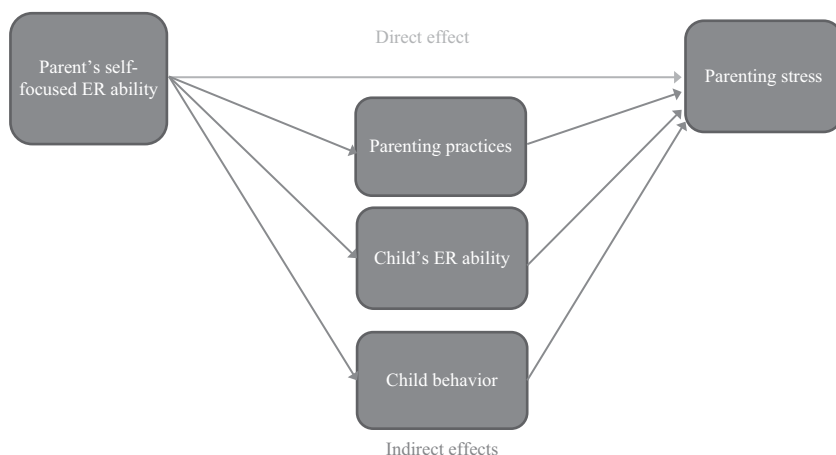 Direct effect
Parent’s self-
focused ER ability
Parenting stress
Parenting practices
Child’s ER ability
Child behavior
Indirect effects